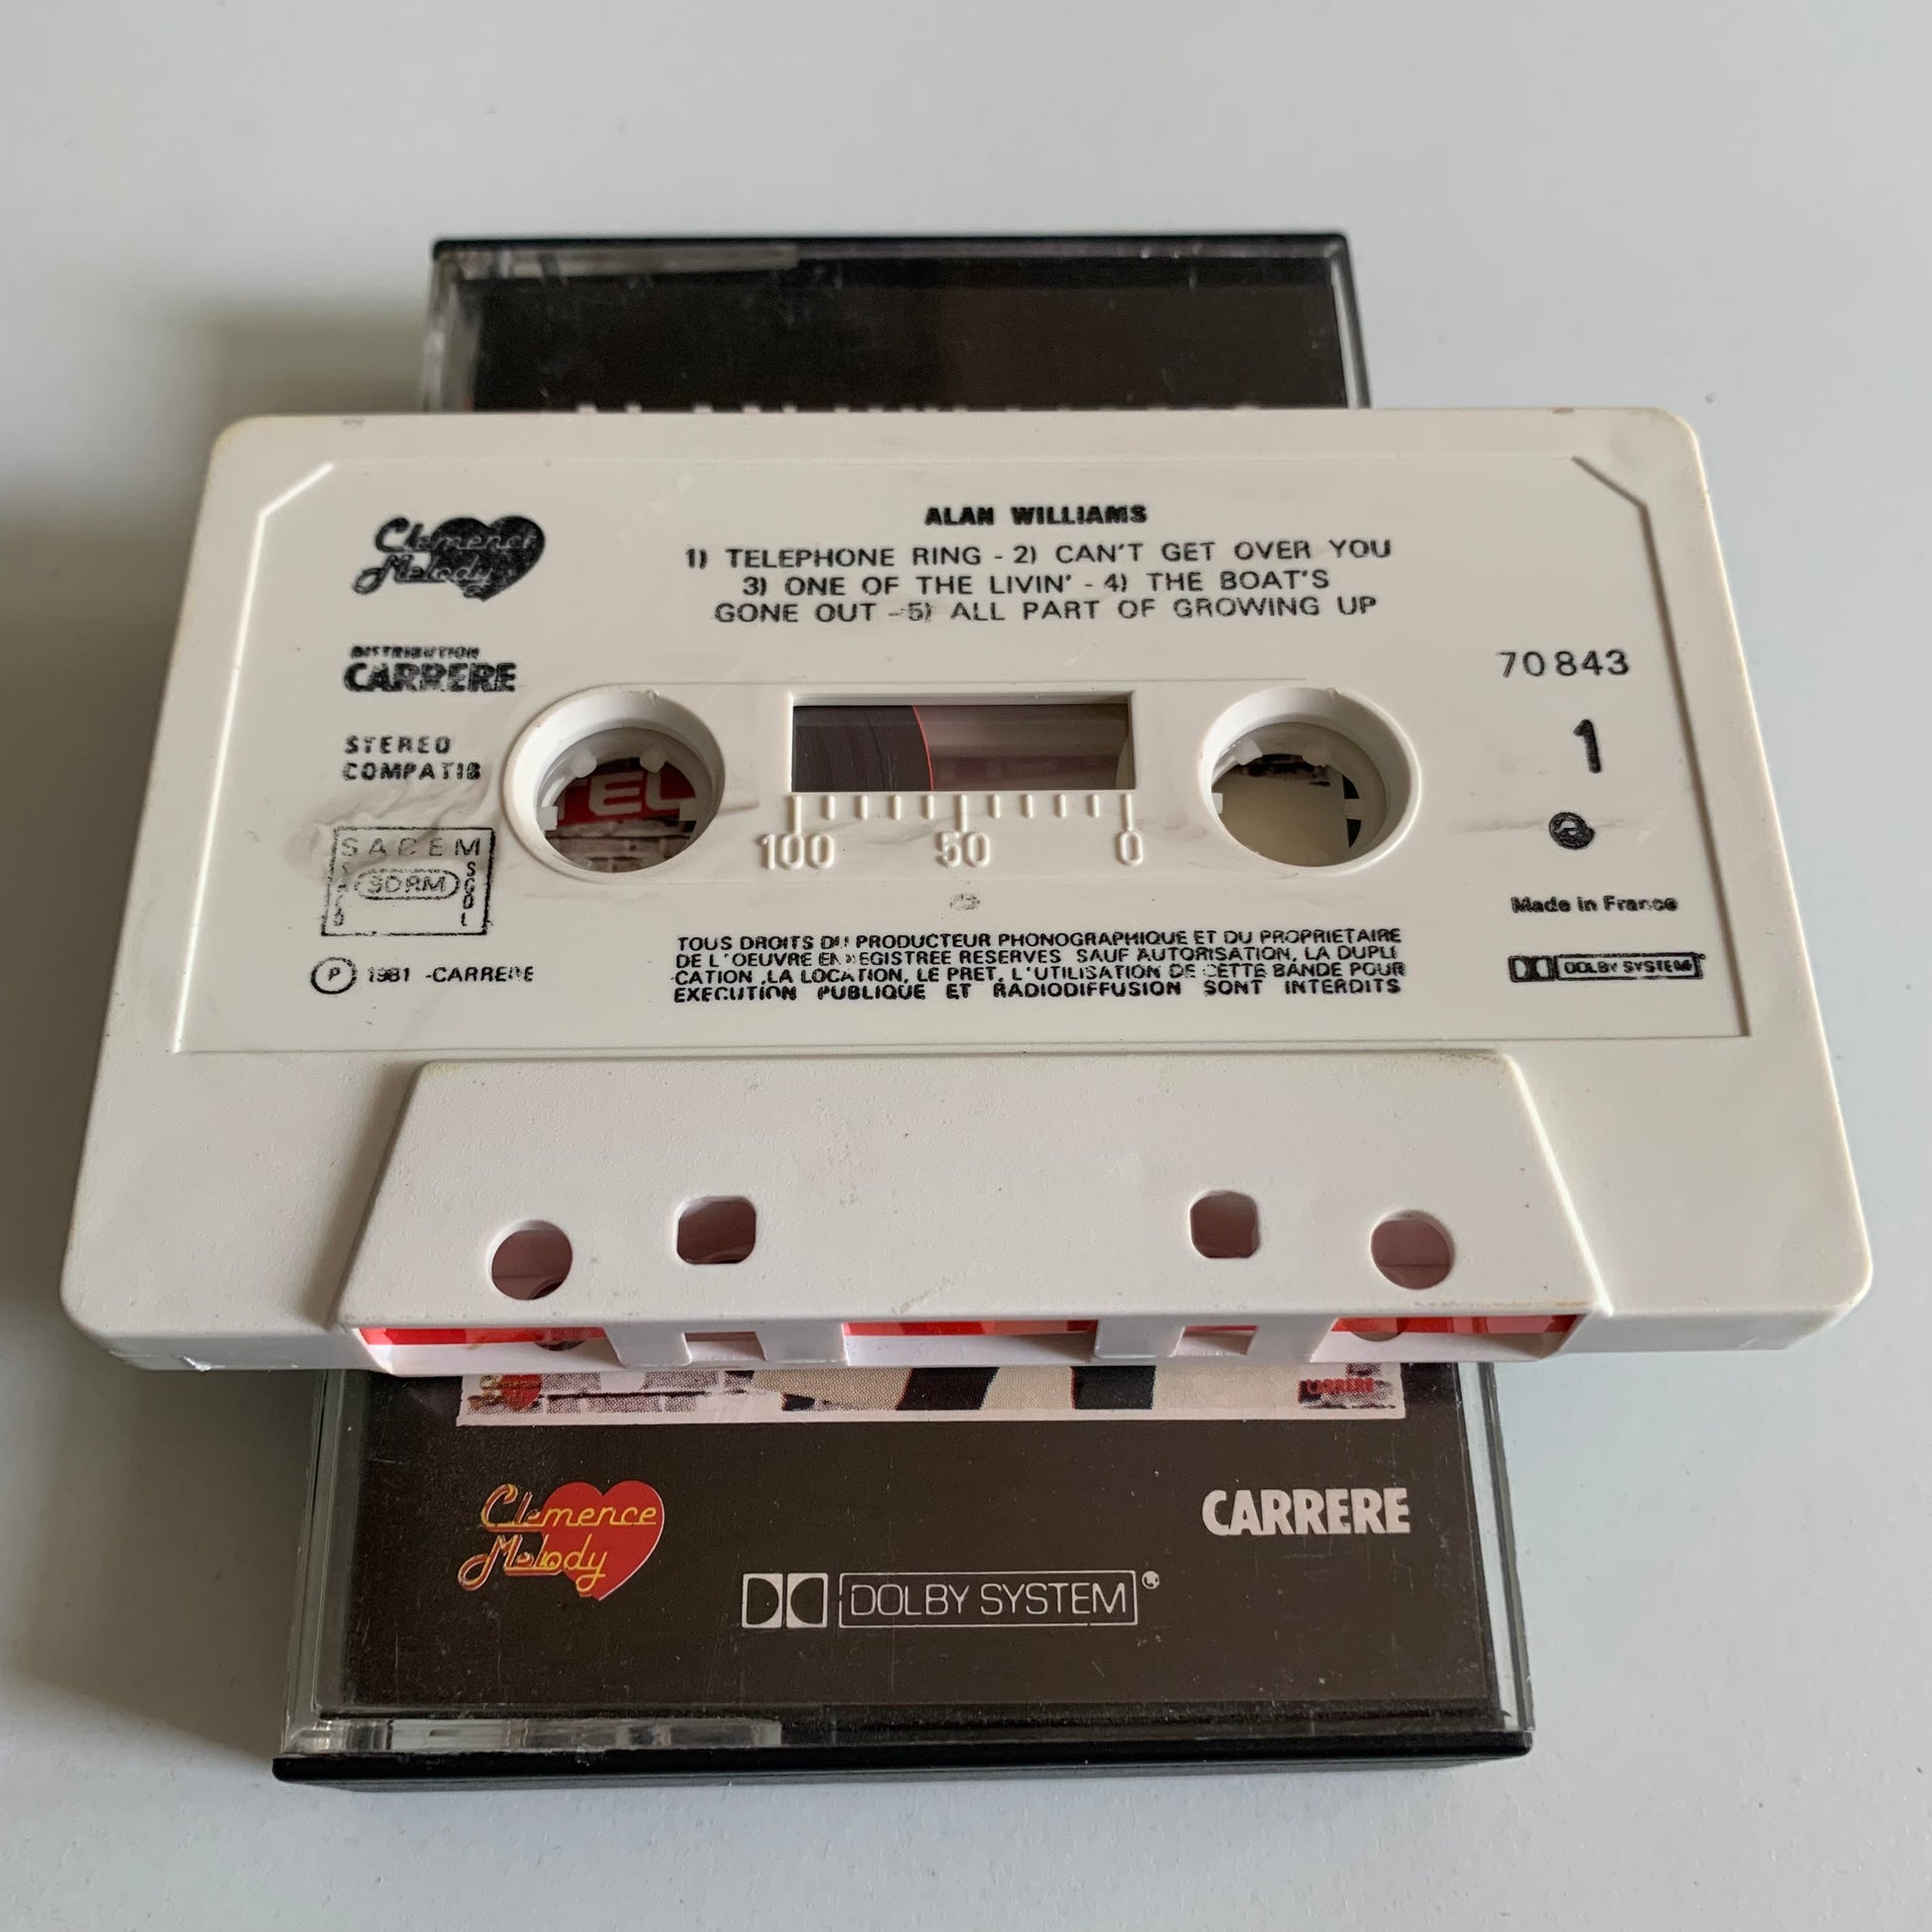 ALAN WILLIAMS
1) TELEPHONE RING - 2) CAN'T GET OVER YOU
3) ONE OF THE LIVIN' - 4) THE BOAT'S
GONE OUT - 5) ALL PART OF GROWING UP
Clemence
Melody
DISTRIBUTION
CARRERE
STEREO
COMPATIB
70843
1
TEL
100 50 0
SACEM
SDRM
SGDL
℗ 1981 -CARRERE
TOUS DROITS DU PRODUCTEUR PHONOGRAPHIQUE ET DU PROPRIETAIRE
DE L'OEUVRE ENREGISTREE RESERVES SAUF AUTORISATION, LA DUPLI
CATION, LA LOCATION, LE PRET, L'UTILISATION DE CETTE BANDE POUR
EXECUTION PUBLIQUE ET RADIODIFFUSION SONT INTERDITS
Made in France
DOLBY SYSTEM
CARRERE
Clemence
Melody
CARRERE
DOLBY SYSTEM®